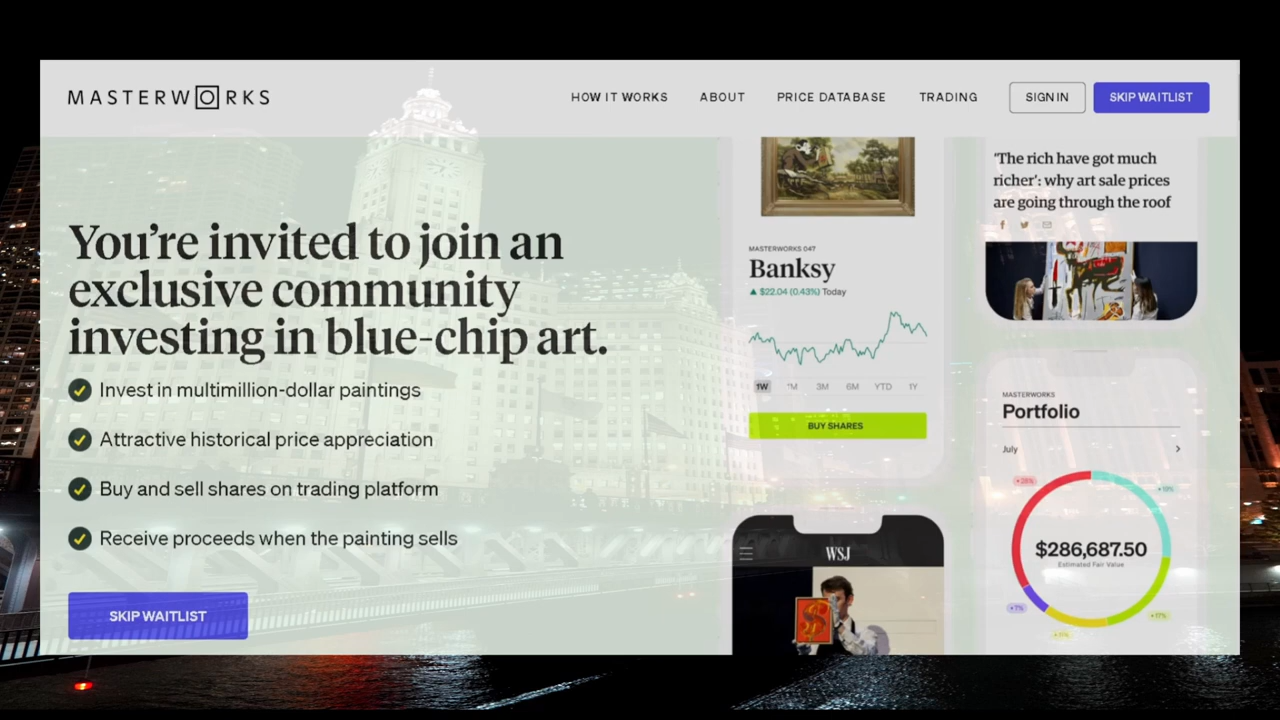 MASTERWORKS
HOW IT WORKS
ABOUT
PRICE DATABASE
TRADING
SIGN IN
SKIP WAITLIST
You're invited to join an
exclusive community
investing in blue-chip art.
Invest in multimillion-dollar paintings
Attractive historical price appreciation
Buy and sell shares on trading platform
Receive proceeds when the painting sells
SKIP WAITLIST
MASTERWORKS 047
Banksy
▲ $22.04 (0.43%) Today
1W 1M 3M 6M YTD 1Y
BUY SHARES
WSJ
'The rich have got much
richer': why art sale prices
are going through the roof
MASTERWORKS
Portfolio
July
$286,687.50
Estimated Fair Value